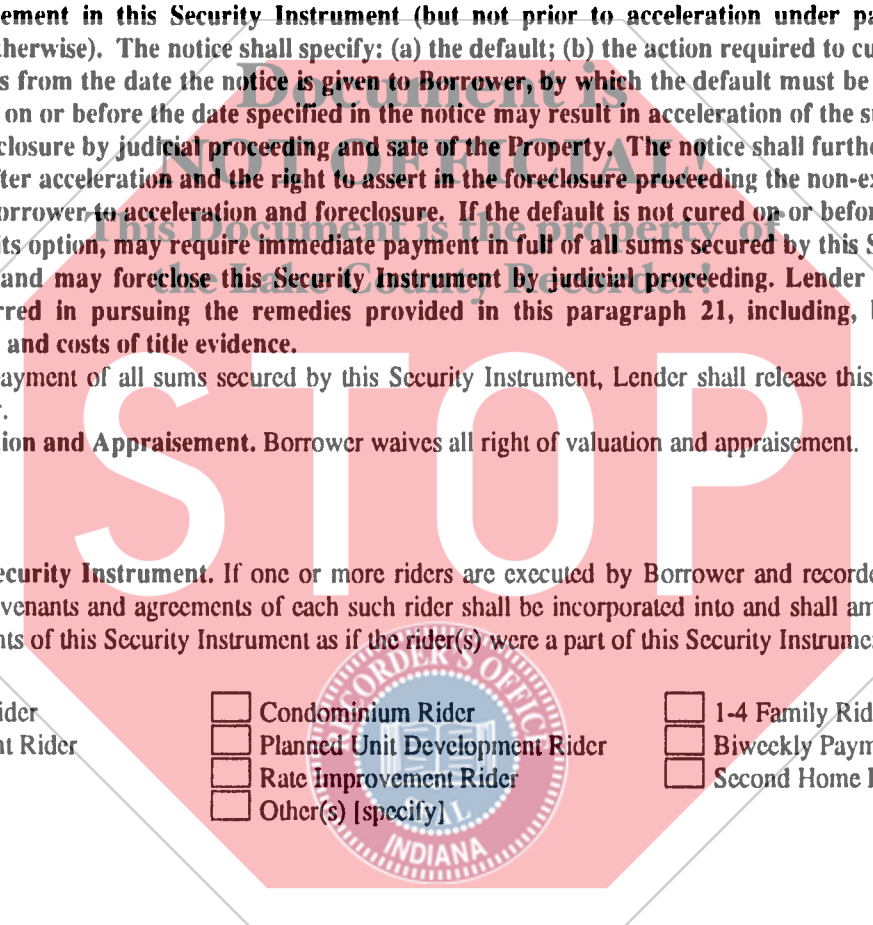 ement in this Security Instrument (but not prior to acceleration under pa
therwise). The notice shall specify: (a) the default; (b) the action required to cu
s from the date the notice is given to Borrower, by which the default must be
Document is
on or before the date specified in the notice may result in acceleration of the s
closure by judicial proceeding and sale of the Property. The notice shall furthe
NOT OFFICIAL!
ter acceleration and the right to assert in the foreclosure proceeding the non-ex
orrower to acceleration and foreclosure. If the default is not cured on or befor
This Document is the property of
its option, may require immediate payment in full of all sums secured by this S
and may foreclose this Security Instrument by judicial proceeding. Lender
the Lake County Recorder!
rred in pursuing the remedies provided in this paragraph 21, including, b
and costs of title evidence.
ayment of all sums secured by this Security Instrument, Lender shall release this
r.
ion and Appraisement. Borrower waives all right of valuation and appraisement.
STOP
ecurity Instrument. If one or more riders are executed by Borrower and recorde
venants and agreements of each such rider shall be incorporated into and shall am
nts of this Security Instrument as if the rider(s) were a part of this Security Instrume
RECORDER'S OFFICE
ider Condominium Rider 1-4 Family Rid
nt Rider Planned Unit Development Rider Biweekly Paym
Rate Improvement Rider Second Home
Other(s) [specify]
SEAL
INDIANA